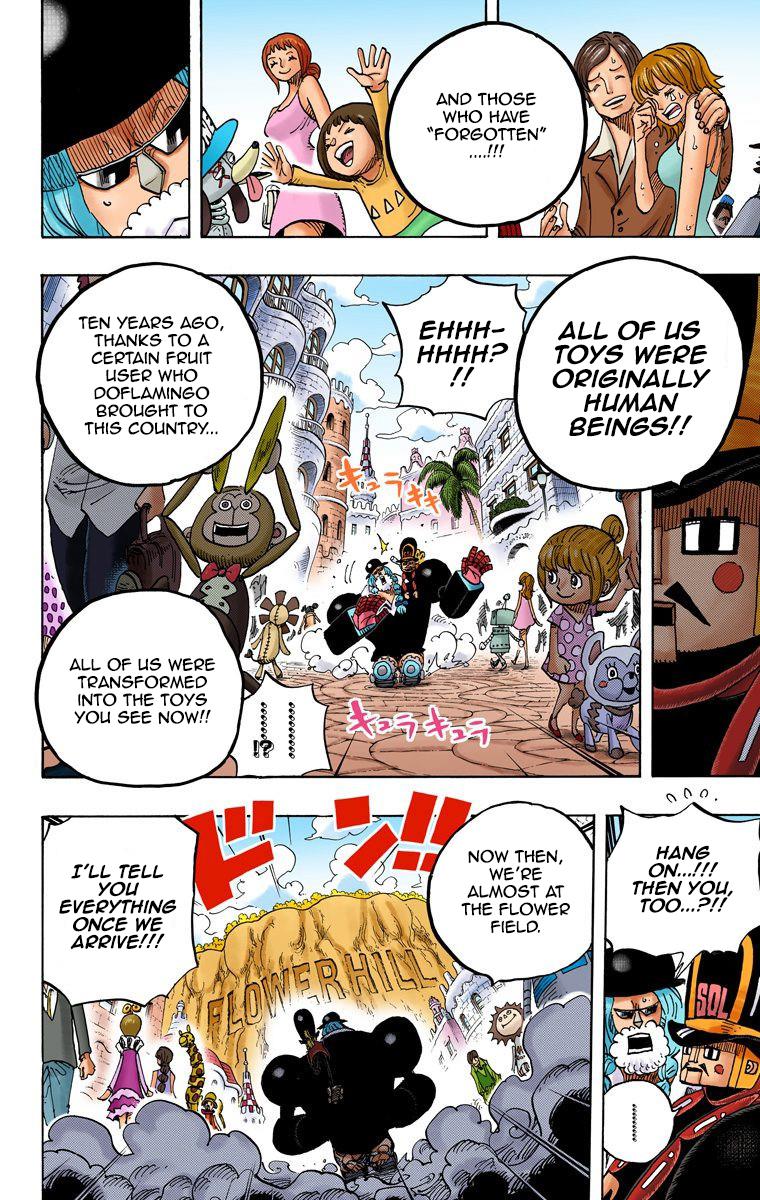 AND THOSE
WHO HAVE
"FORGOTTEN"
....!!!
ALL OF US
TOYS WERE
ORIGINALLY
HUMAN
BEINGS!!
EHHH-
HHHH?
!!
TEN YEARS AGO,
THANKS TO A
CERTAIN FRUIT
USER WHO
DOFLAMINGO
BROUGHT TO
THIS COUNTRY...
キュラ
キキ
ALL OF US WERE
TRANSFORMED
INTO THE TOYS
YOU SEE NOW!!
!?
キュラキュラ
HANG
ON...!!!
THEN YOU,
TOO...?!!
SOL
NOW THEN,
WE'RE
ALMOST AT
THE FLOWER
FIELD.
ドン!!
FLOWER HILL
I'LL TELL
YOU
EVERYTHING
ONCE WE
ARRIVE!!!